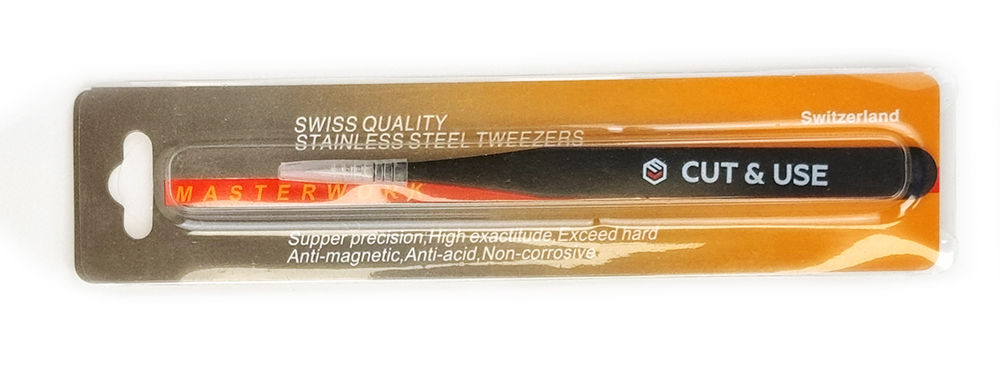 SWISS QUALITY
STAINLESS STEEL TWEEZERS
Switzerland
MASTERWORK
CUT & USE
Supper precision,High exactitude,Exceed hard
Anti-magnetic,Anti-acid,Non-corrosive